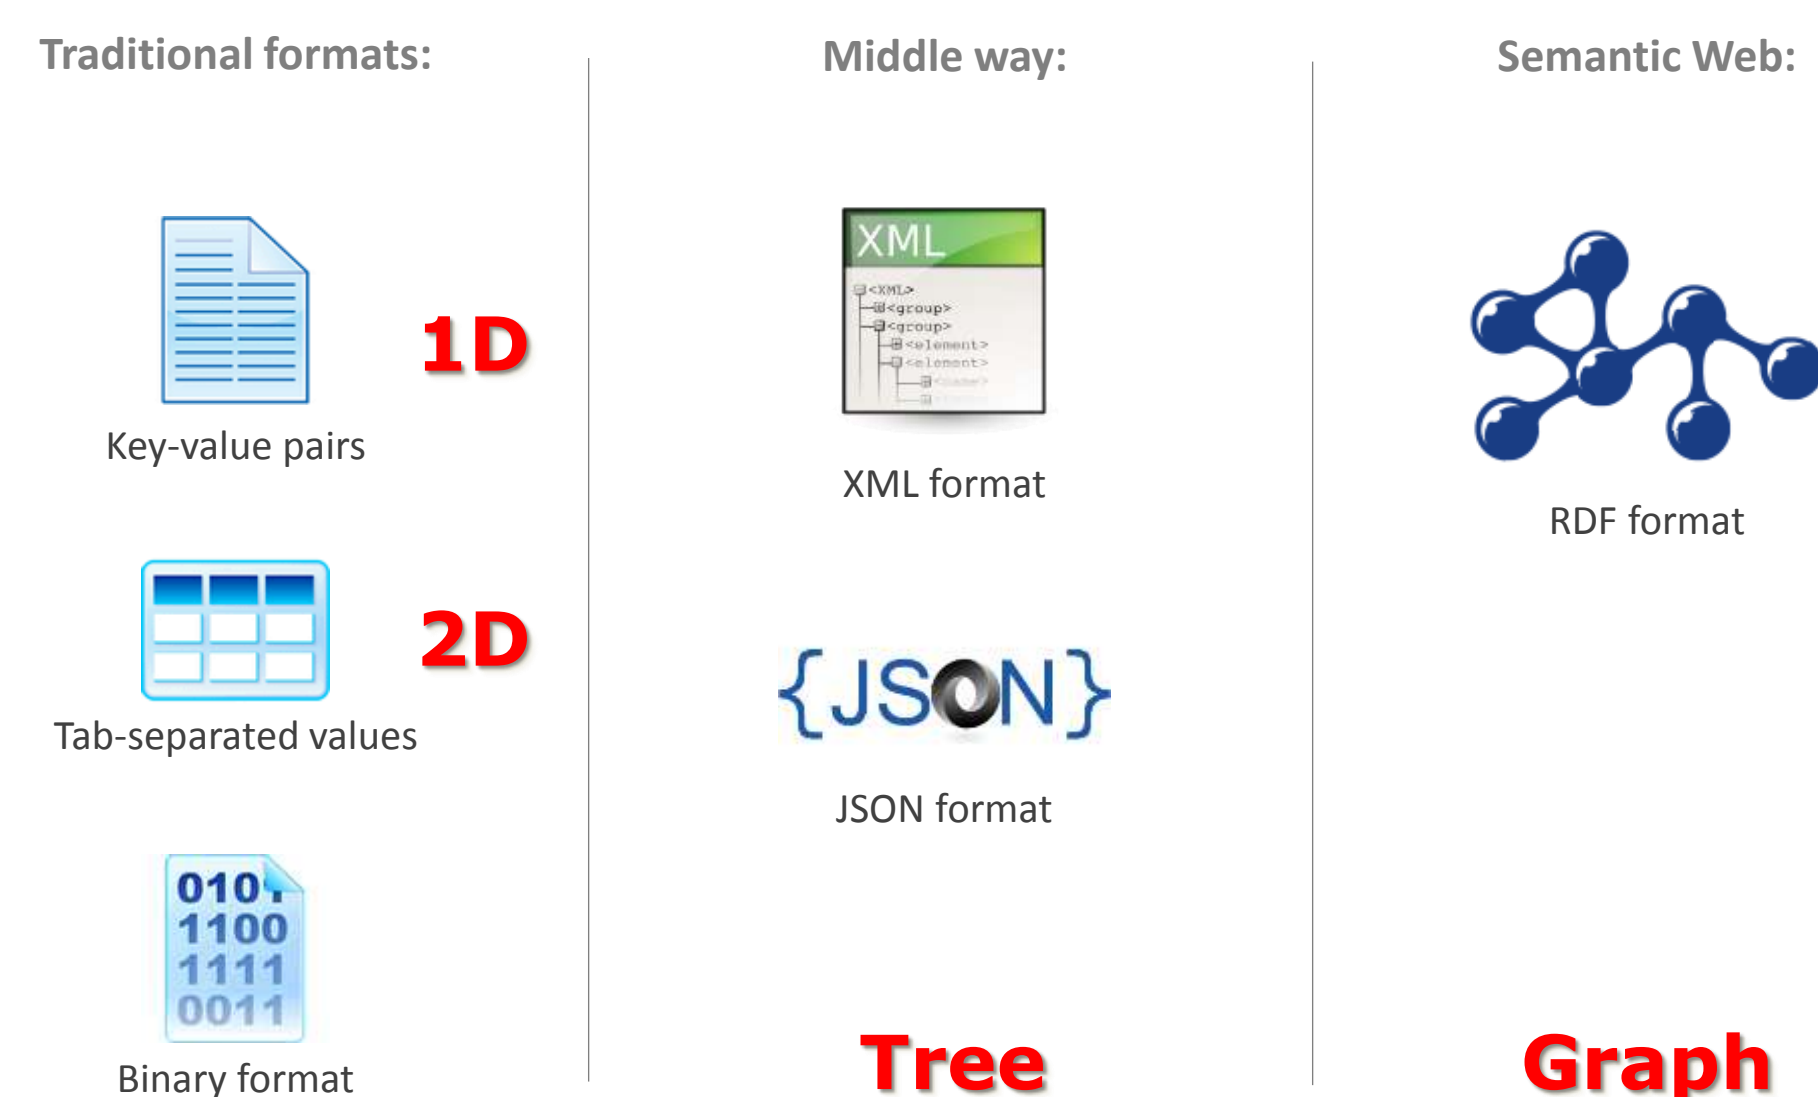 Traditional formats:
1D
Key-value pairs
2D
Tab-separated values
0101
1100
1111
0011
Binary format
Middle way:
XML
<XML>
<group>
<group>
<element>
<element>
<name>
XML format
{JSON}
JSON format
Tree
Semantic Web:
RDF format
Graph